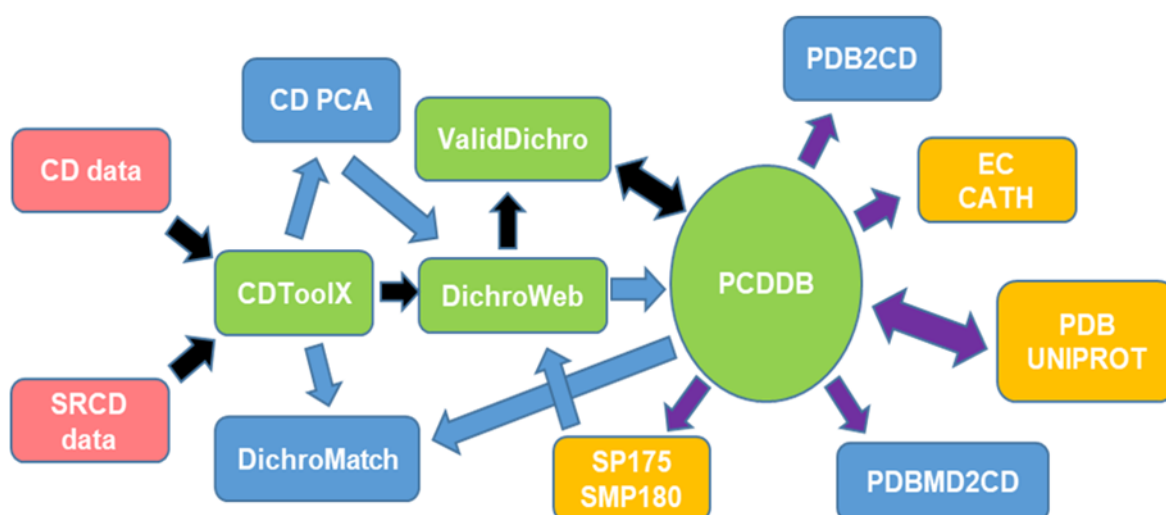 PDB2CD
CD PCA
ValidDichro
CD data
EC
CATH
CDToolX
DichroWeb
PCDDB
PDB
UNIPROT
SRCD
data
DichroMatch
SP175
SMP180
PDBMD2CD